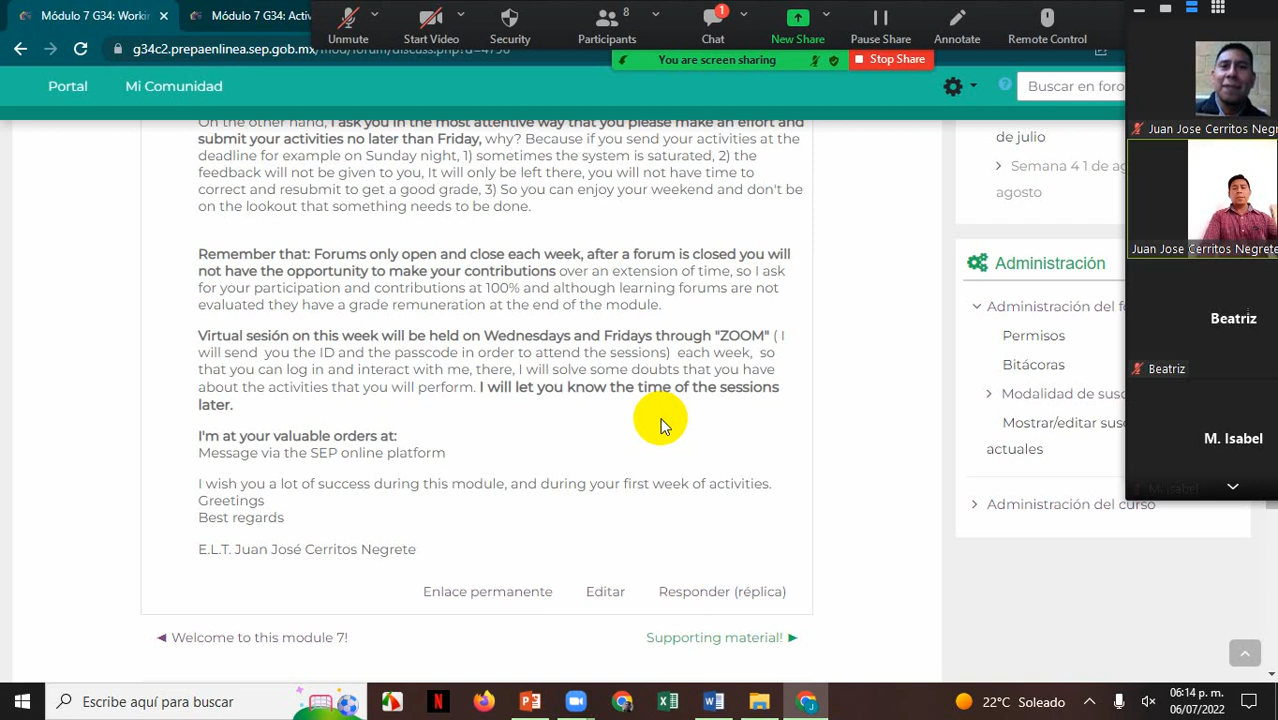 Módulo 7 G34: Worki
Módulo 7 G34: Acti
Unmute
Start Video
Security
8
Participants
1
Chat
New Share
Pause Share
Annotate
Remote Control
g34c2.prepaenlinea.sep.gob.mx/mod/forum/discuss.php?d=4790
You are screen sharing
Stop Share
Portal
Mi Comunidad
Buscar en foro
On the other hand, I ask you in the most attentive way that you please make an effort and
submit your activities no later than Friday, why? Because if you send your activities at the
deadline for example on Sunday night, 1) sometimes the system is saturated, 2) the
feedback will not be given to you, It will only be left there, you will not have time to
correct and resubmit to get a good grade, 3) So you can enjoy your weekend and don't be
on the lookout that something needs to be done.
Remember that: Forums only open and close each week, after a forum is closed you will
not have the opportunity to make your contributions over an extension of time, so I ask
for your participation and contributions at 100% and although learning forums are not
evaluated they have a grade remuneration at the end of the module.
Virtual sesión on this week will be held on Wednesdays and Fridays through "ZOOM" ( I
will send you the ID and the passcode in order to attend the sessions) each week, so
that you can log in and interact with me, there, I will solve some doubts that you have
about the activities that you will perform. I will let you know the time of the sessions
later.
I'm at your valuable orders at:
Message via the SEP online platform
I wish you a lot of success during this module, and during your first week of activities.
Greetings
Best regards
E.L.T. Juan José Cerritos Negrete
Enlace permanente
Editar
Responder (réplica)
Welcome to this module 7!
Supporting material!
de julio
Semana 4 1 de ag
agosto
Administración
Administración del f
Permisos
Bitácoras
Modalidad de susc
Mostrar/editar susc
actuales
Administración del curso
Juan Jose Cerritos Negr
Juan Jose Cerritos Negrete
Beatriz
Beatriz
M. Isabel
M. Isabel
Escribe aquí para buscar
22°C Soleado
06:14 p. m.
06/07/2022